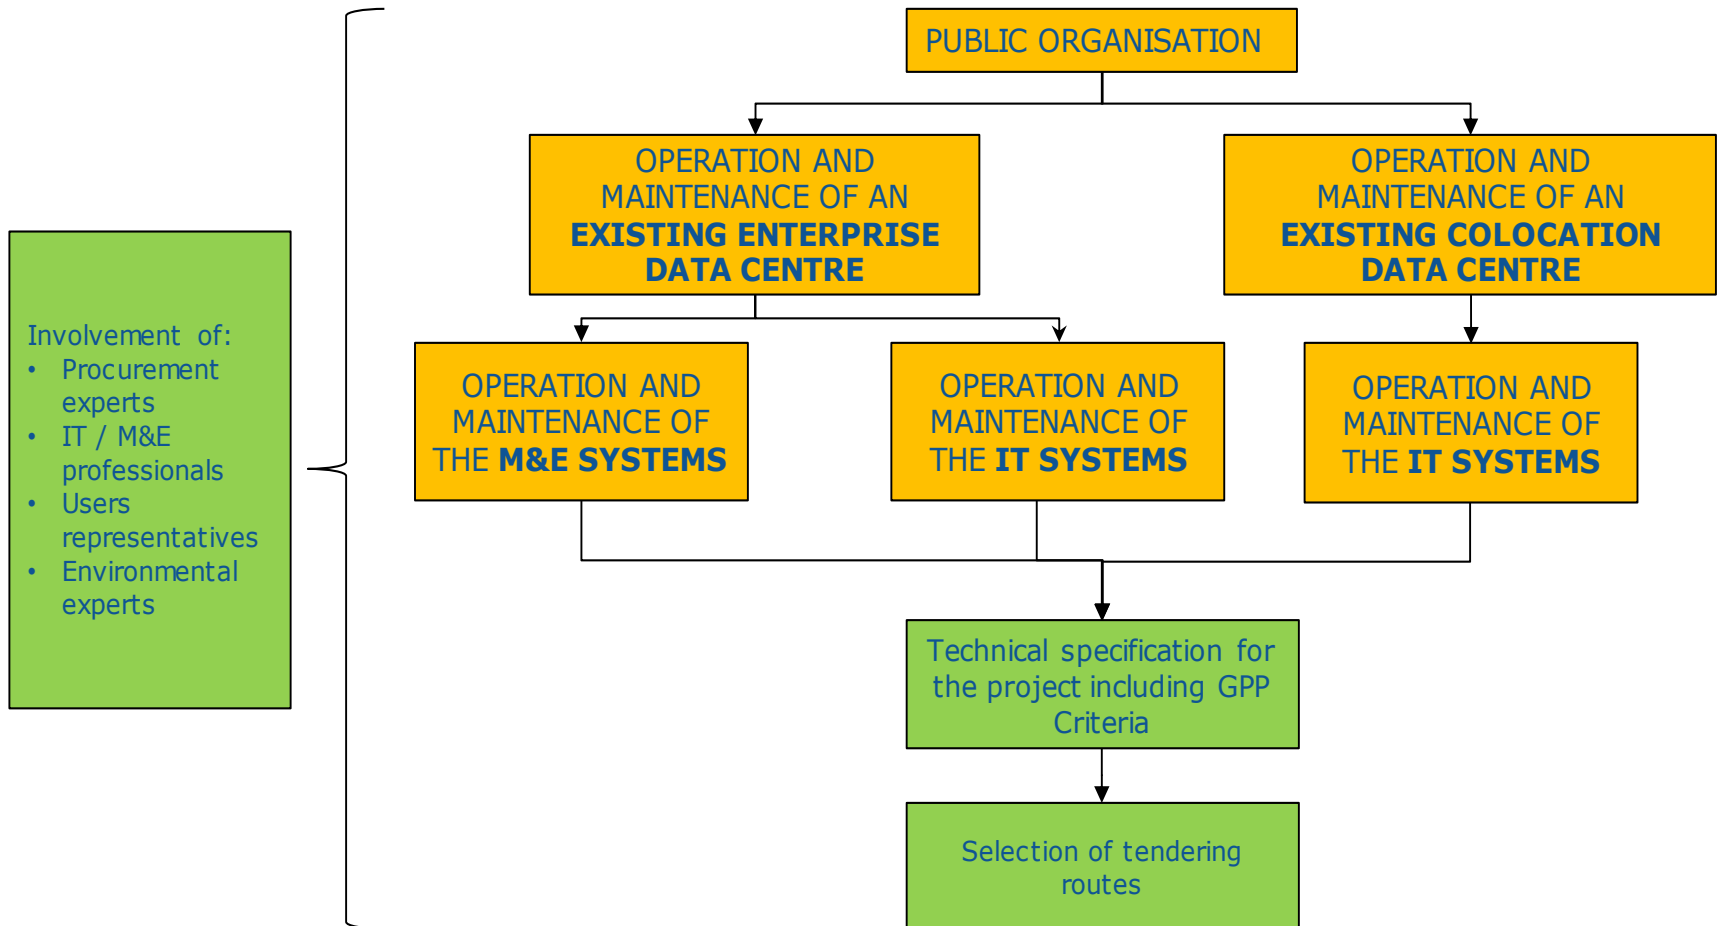 PUBLIC ORGANISATION
OPERATION AND
MAINTENANCE OF AN
EXISTING ENTERPRISE
DATA CENTRE
OPERATION AND
MAINTENANCE OF AN
EXISTING COLOCATION
DATA CENTRE
Involvement of:
• Procurement
experts
• IT / M&E
professionals
• Users
representatives
• Environmental
experts
OPERATION AND
MAINTENANCE OF
THE M&E SYSTEMS
OPERATION AND
MAINTENANCE OF
THE IT SYSTEMS
OPERATION AND
MAINTENANCE OF
THE IT SYSTEMS
Technical specification for
the project including GPP
Criteria
Selection of tendering
routes